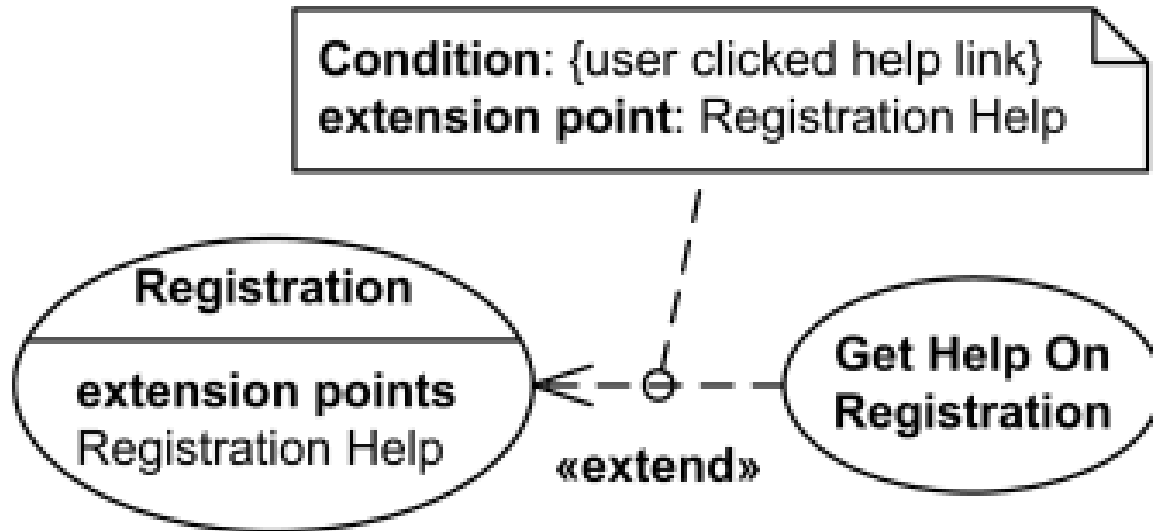 Condition: {user clicked help link}
extension point: Registration Help
Registration
extension points
Registration Help
«extend»
Get Help On
Registration